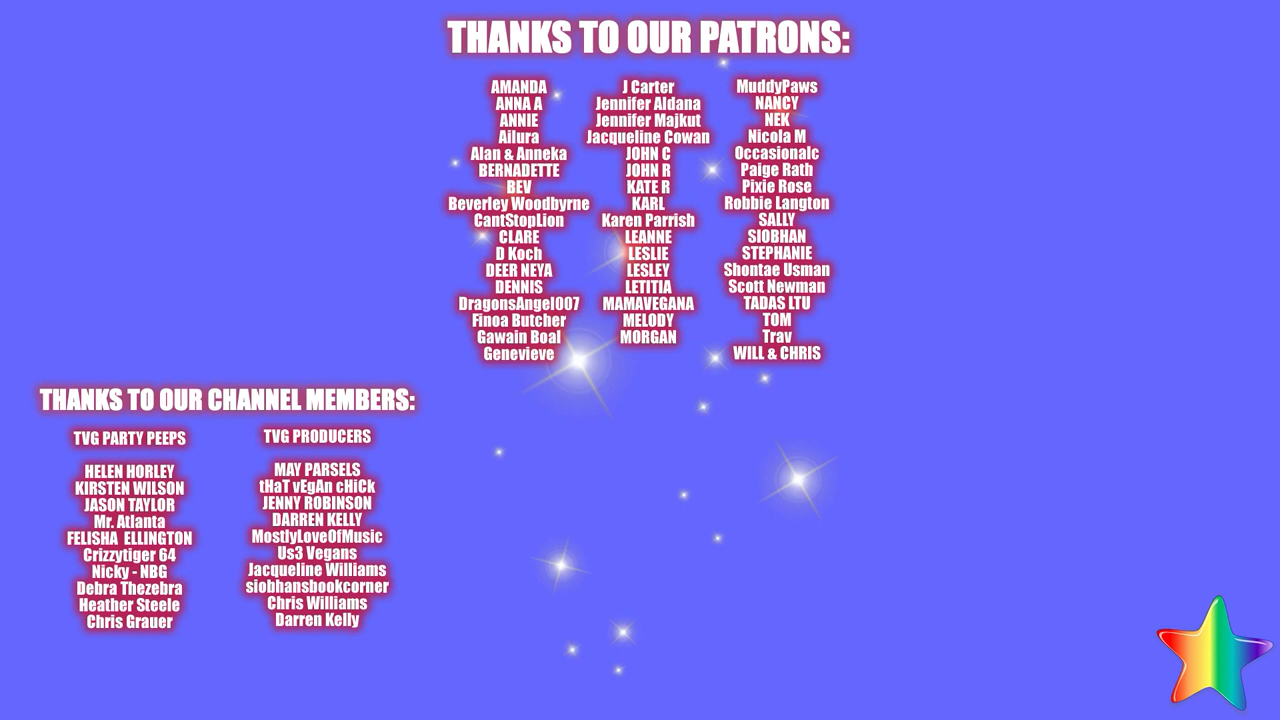 THANKS TO OUR PATRONS:
AMANDA
ANNA A
ANNIE
Ailura
Alan & Anneka
BERNADETTE
BEV
Beverley Woodbyrne
CantStopLion
CLARE
D Koch
DEER NEYA
DENNIS
DragonsAngel007
Finoa Butcher
Gawain Boal
Genevieve
J Carter
Jennifer Aldana
Jennifer Majkut
Jacqueline Cowan
JOHN C
JOHN R
KATE R
KARL
Karen Parrish
LEANNE
LESLIE
LESLEY
LETITIA
MAMAVEGANA
MELODY
MORGAN
MuddyPaws
NANCY
NEK
Nicola M
Occasionalc
Paige Rath
Pixie Rose
Robbie Langton
SALLY
SIOBHAN
STEPHANIE
Shontae Usman
Scott Newman
TADAS LTU
TOM
Trav
WILL & CHRIS
THANKS TO OUR CHANNEL MEMBERS:
TVG PARTY PEEPS
HELEN HORLEY
KIRSTEN WILSON
JASON TAYLOR
Mr. Atlanta
FELISHA ELLINGTON
Crizzytiger 64
Nicky - NBG
Debra Thezebra
Heather Steele
Chris Grauer
TVG PRODUCERS
MAY PARSELS
tHaT vEgAn cHiCk
JENNY ROBINSON
DARREN KELLY
MostlyLoveOfMusic
Us3 Vegans
Jacqueline Williams
siobhansbookcorner
Chris Williams
Darren Kelly